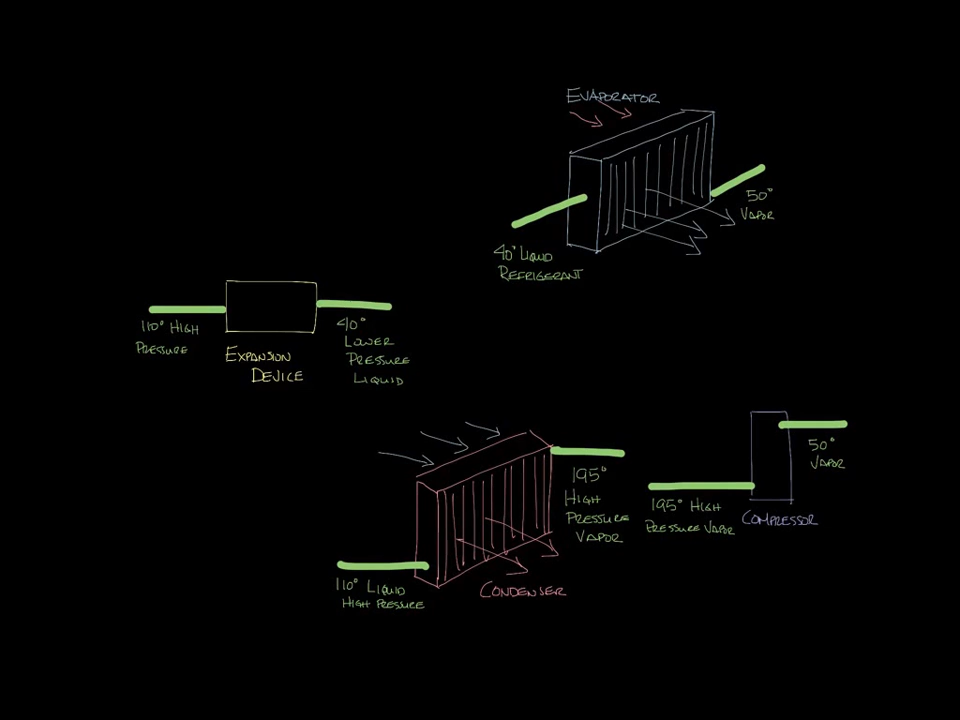 EVAPORATOR
50°
VAPOR
40° LIQUID
REFRIGERANT
110° HIGH
PRESSURE
EXPANSION
DEVICE
40°
LOWER
PRESSURE
LIQUID
195°
HIGH
PRESSURE
VAPOR
110° LIQUID
HIGH PRESSURE
CONDENSER
50°
VAPOR
195° HIGH
PRESSURE VAPOR
COMPRESSOR